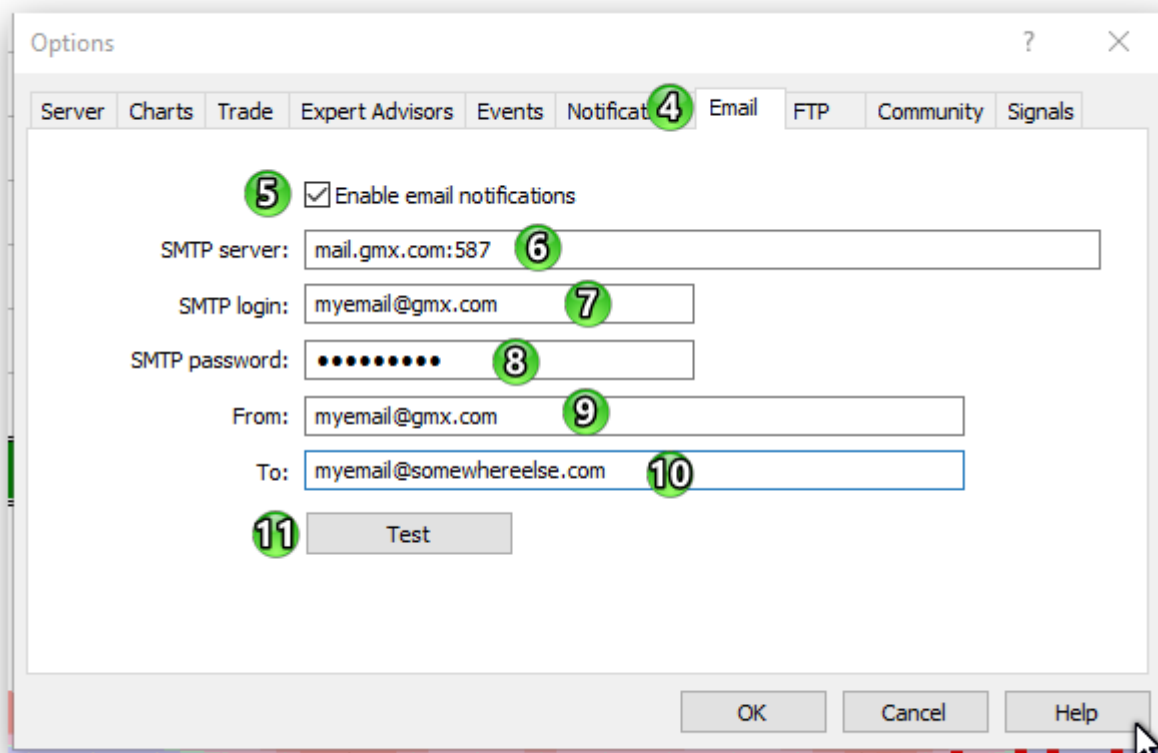 Options
Server Charts Trade Expert Advisors Events Notificat 4 Email FTP Community Signals
5 Enable email notifications
SMTP server: mail.gmx.com:587 6
SMTP login: myemail@gmx.com 7
SMTP password: ●●●●●●●●● 8
From: myemail@gmx.com 9
To: myemail@somewhereelse.com 10
11 Test
OK Cancel Help